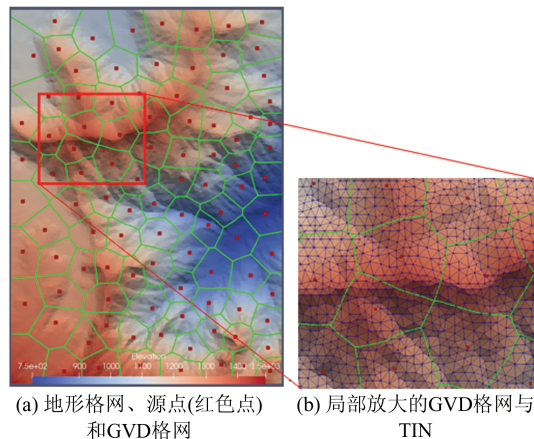 Elevation
7.5e+02 900 1000 1100 1200 1300 1400 1.5e+03
(a) 地形格网、源点(红色点)
和GVD格网
(b) 局部放大的GVD格网与
TIN